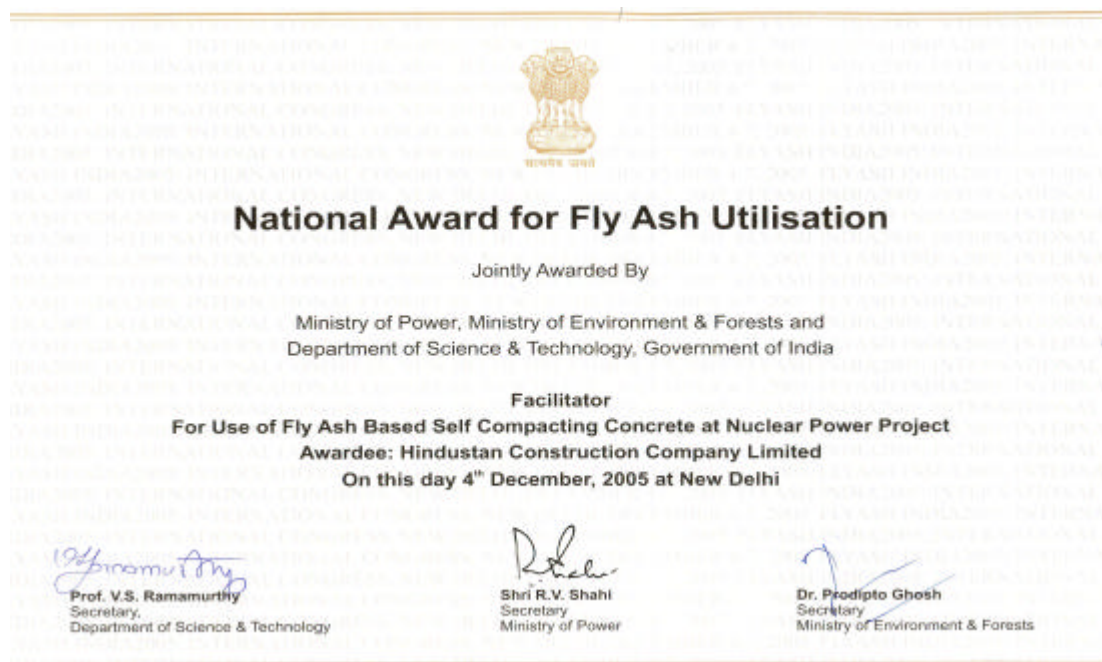 सत्यमेव जयते
National Award for Fly Ash Utilisation
Jointly Awarded By
Ministry of Power, Ministry of Environment & Forests and
Department of Science & Technology, Government of India
Facilitator
For Use of Fly Ash Based Self Compacting Concrete at Nuclear Power Project
Awardee: Hindustan Construction Company Limited
On this day 4th December, 2005 at New Delhi
Prof. V.S. Ramamurthy
Secretary,
Department of Science & Technology
Shri R.V. Shahi
Secretary
Ministry of Power
Dr. Prodipto Ghosh
Secretary
Ministry of Environment & Forests